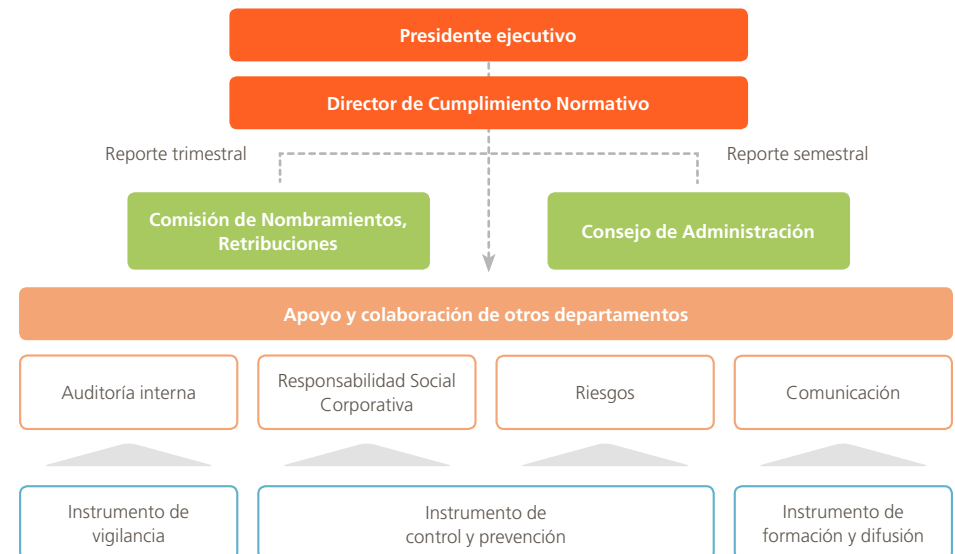 Presidente ejecutivo
Director de Cumplimiento Normativo
Reporte trimestral
Reporte semestral
Comisión de Nombramientos,
Retribuciones
Consejo de Administración
Apoyo y colaboración de otros departamentos
Auditoría interna
Responsabilidad Social
Corporativa
Riesgos
Comunicación
Instrumento de
vigilancia
Instrumento de
control y prevención
Instrumento de
formación y difusión